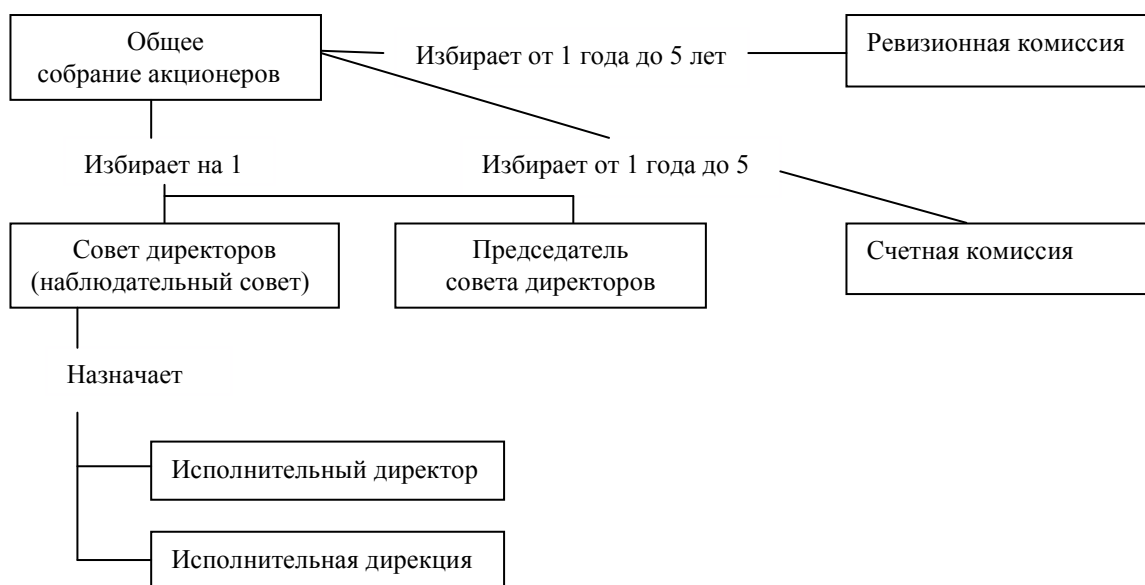 Общее
собрание акционеров
Избирает от 1 года до 5 лет
Ревизионная комиссия
Избирает на 1
Избирает от 1 года до 5
Совет директоров
(наблюдательный совет)
Председатель
совета директоров
Счетная комиссия
Назначает
Исполнительный директор
Исполнительная дирекция